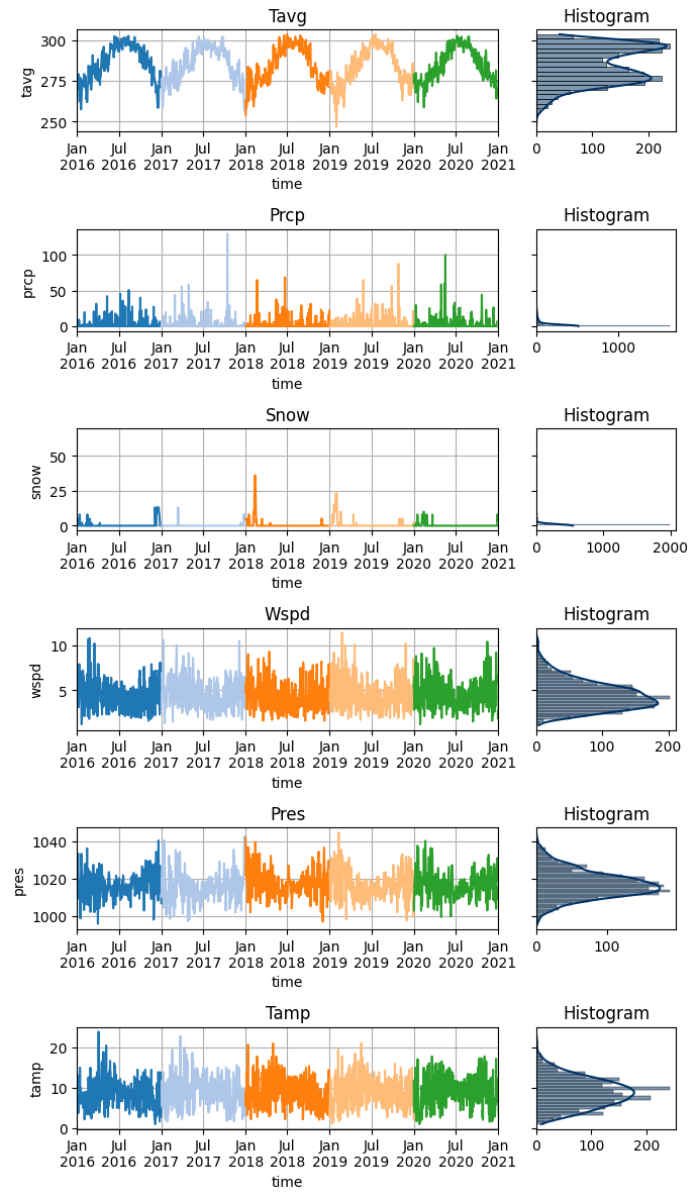 Tavg Histogram
300
275
250
tavg
Jan Jul Jan Jul Jan Jul Jan Jul Jan Jul Jan
2016 2016 2017 2017 2018 2018 2019 2019 2020 2020 2021
time
0 100 200
Prcp Histogram
100
50
0
prcp
Jan Jul Jan Jul Jan Jul Jan Jul Jan Jul Jan
2016 2016 2017 2017 2018 2018 2019 2019 2020 2020 2021
time
0 1000
Snow Histogram
50
25
0
snow
Jan Jul Jan Jul Jan Jul Jan Jul Jan Jul Jan
2016 2016 2017 2017 2018 2018 2019 2019 2020 2020 2021
time
0 1000 2000
Wspd Histogram
10
5
wspd
Jan Jul Jan Jul Jan Jul Jan Jul Jan Jul Jan
2016 2016 2017 2017 2018 2018 2019 2019 2020 2020 2021
time
0 100 200
Pres Histogram
1040
1020
1000
pres
Jan Jul Jan Jul Jan Jul Jan Jul Jan Jul Jan
2016 2016 2017 2017 2018 2018 2019 2019 2020 2020 2021
time
0 100
Tamp Histogram
20
10
0
tamp
Jan Jul Jan Jul Jan Jul Jan Jul Jan Jul Jan
2016 2016 2017 2017 2018 2018 2019 2019 2020 2020 2021
time
0 100 200